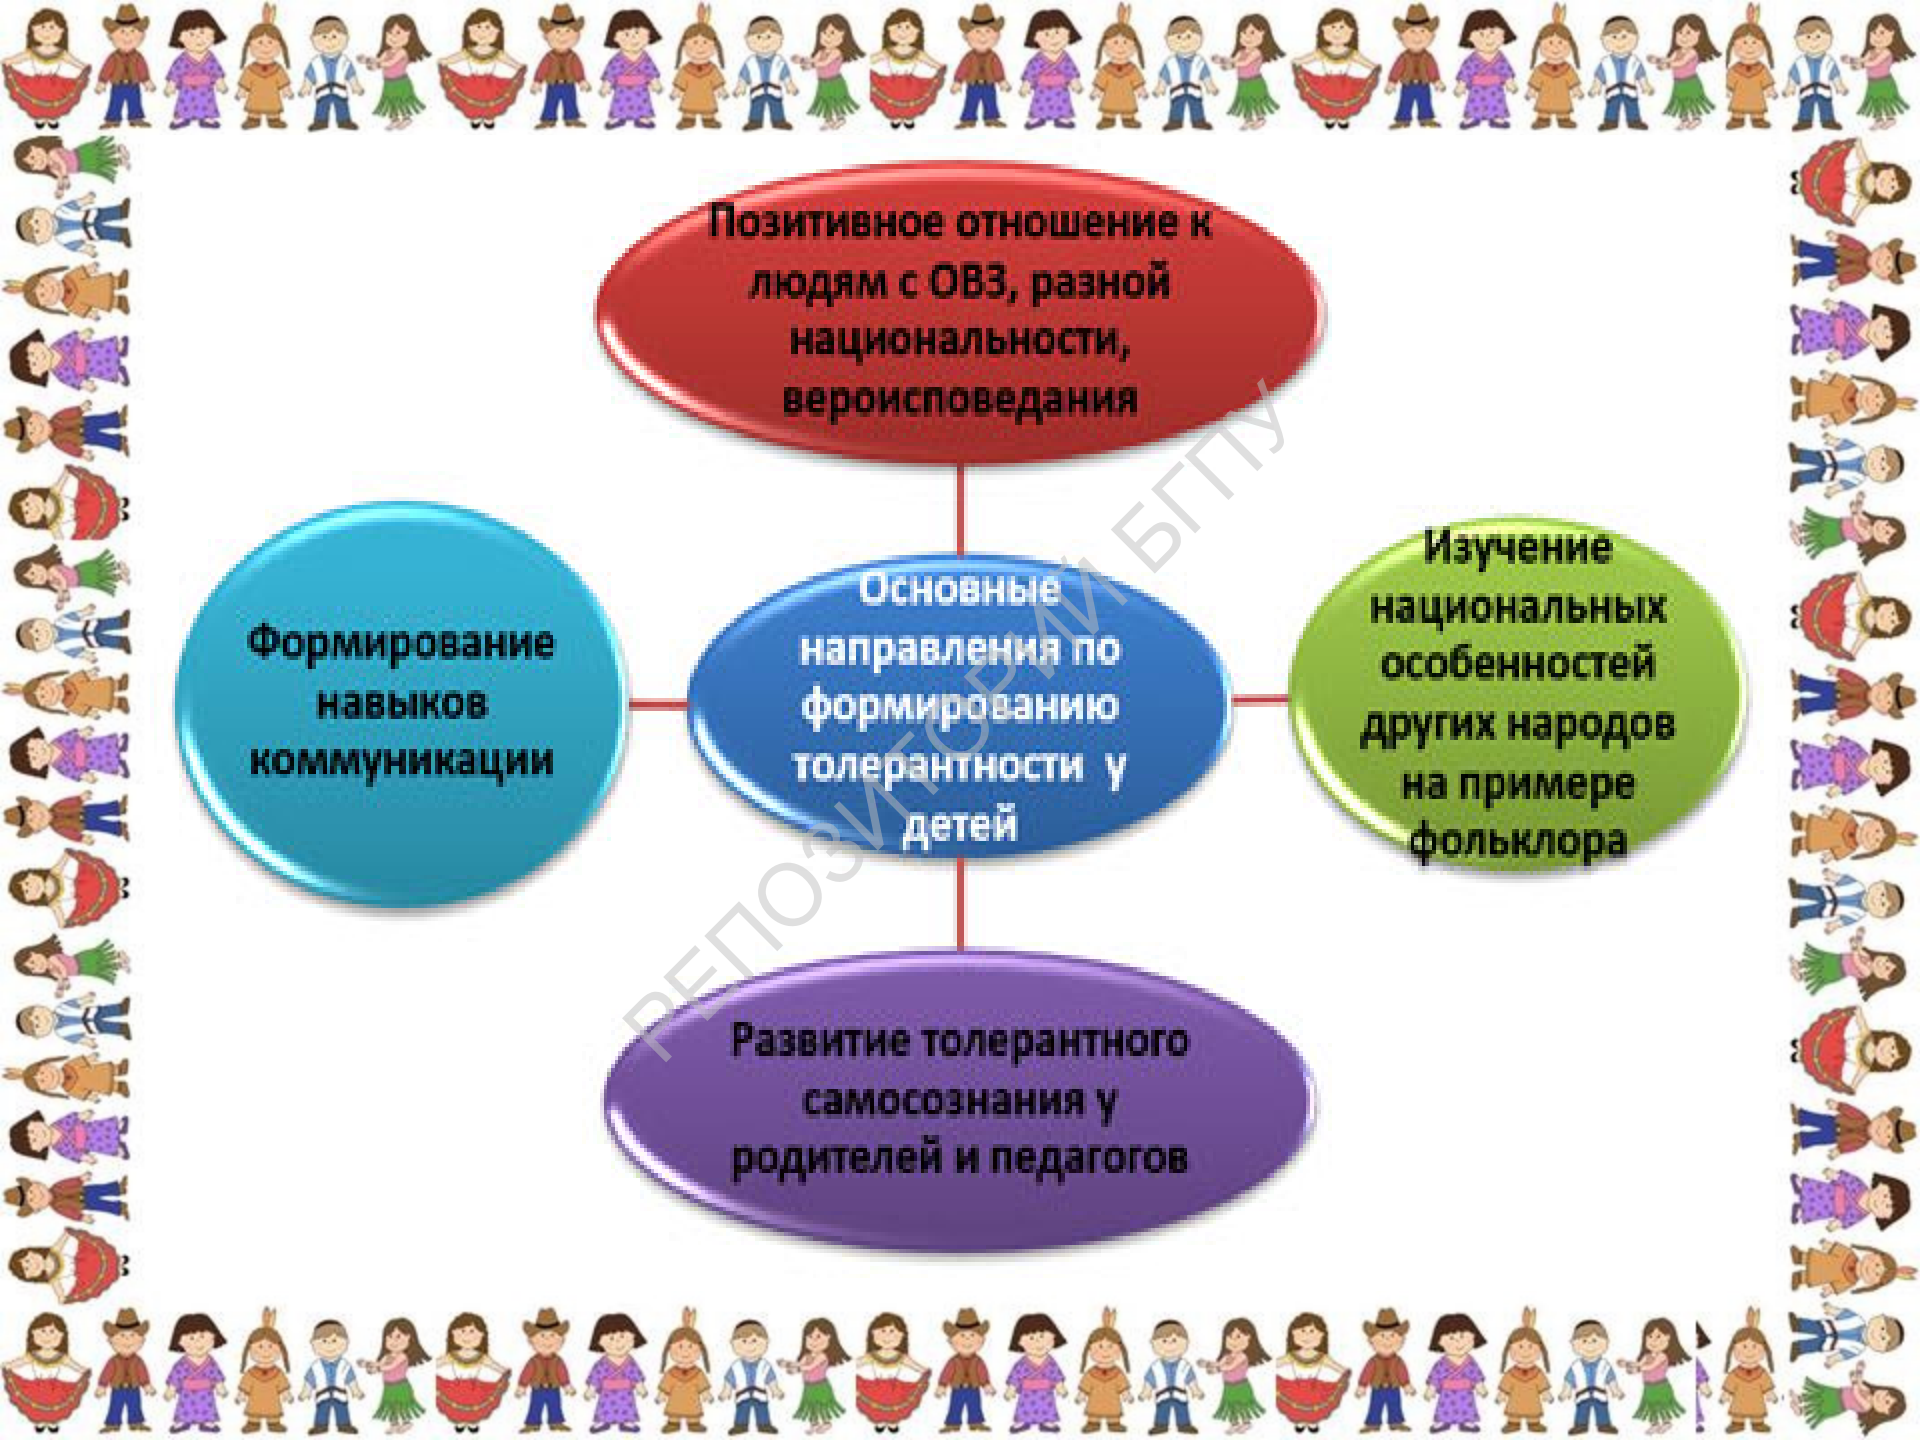 Позитивное отношение к
людям с ОВЗ, разной
национальности,
вероисповедания
Формирование
навыков
коммуникации
Основные
направления по
формированию
толерантности у
детей
Изучение
национальных
особенностей
других народов
на примере
фольклора
Развитие толерантного
самосознания у
родителей и педагогов
РЕПОЗИТОРИЙ БГПУ